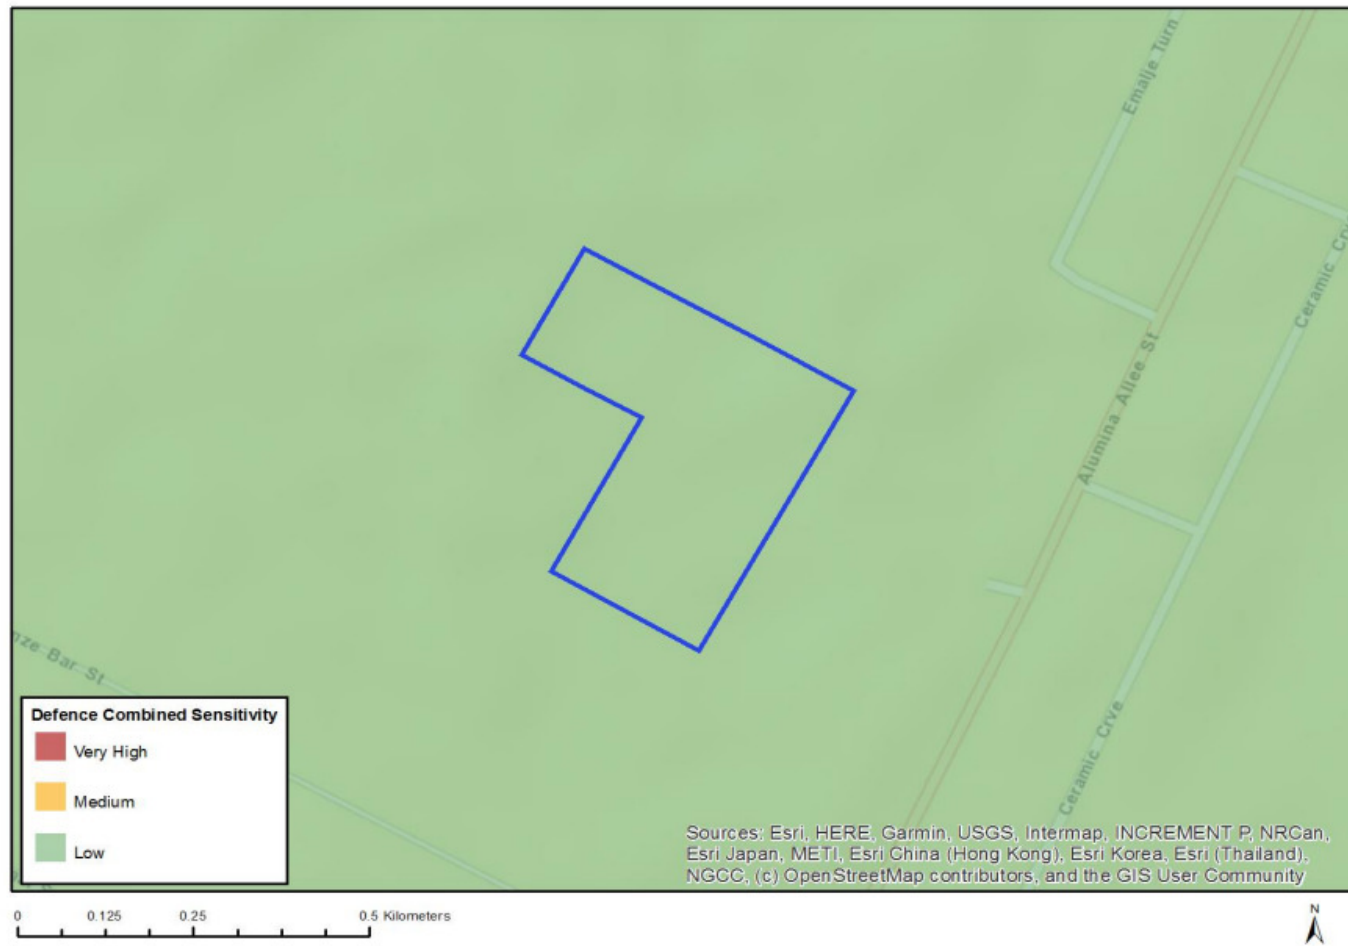 Emalje Turn
Ceramic
Alumina Allee St
Bar St
Ceramic Crve
Defence Combined Sensitivity
Very High
Medium
Low
Sources: Esri, HERE, Garmin, USGS, Intermap, INCREMENT P, NRCan,
Esri Japan, METI, Esri China (Hong Kong), Esri Korea, Esri (Thailand),
NGCC, (c) OpenStreetMap contributors, and the GIS User Community
0 0.125 0.25 0.5 Kilometers
N